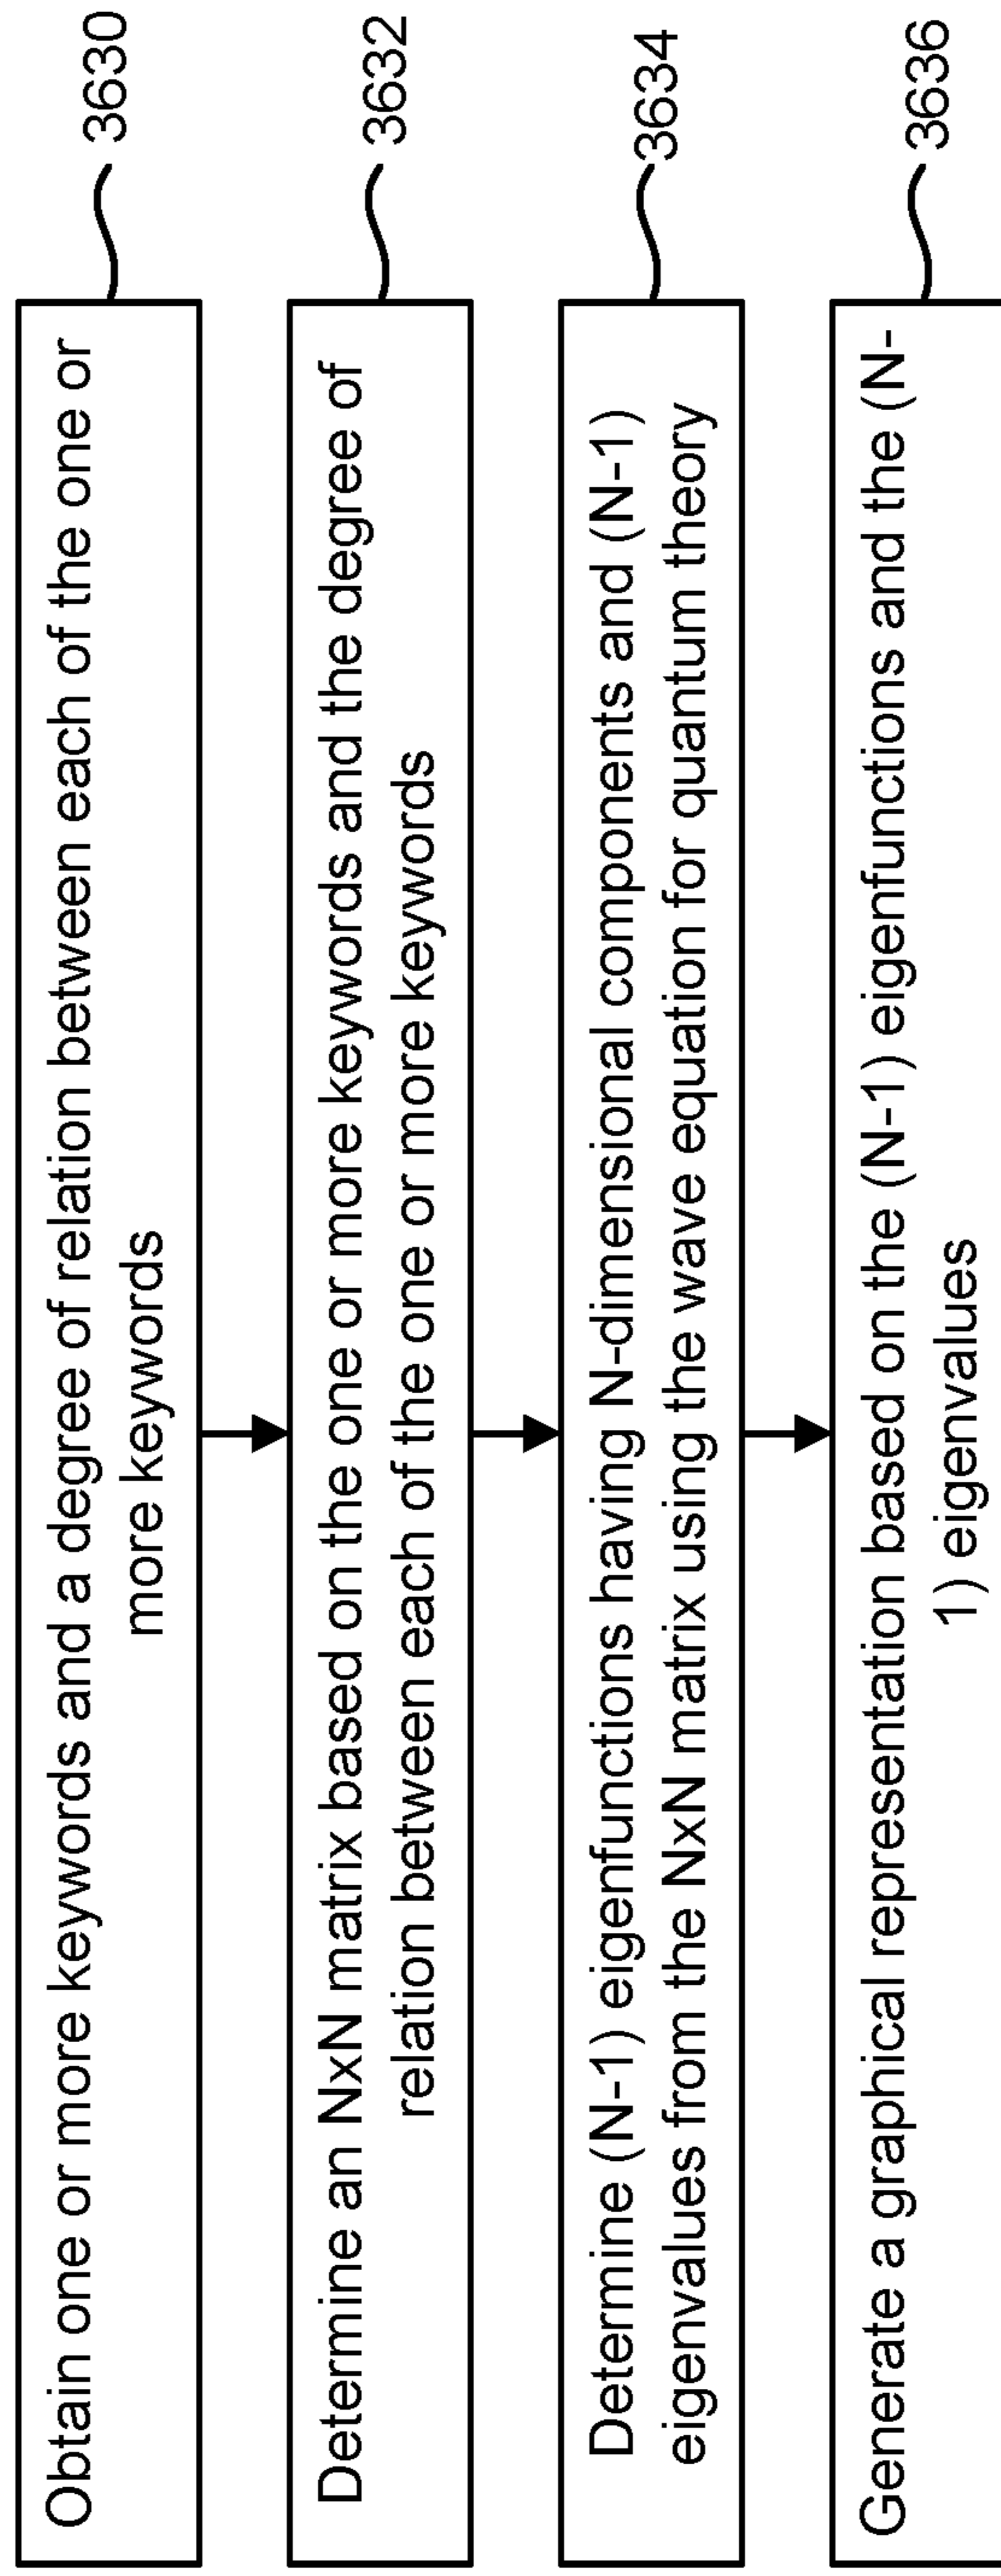 Obtain one or more keywords and a degree of relation between each of the one or
more keywords
3630
Determine an NxN matrix based on the one or more keywords and the degree of
relation between each of the one or more keywords
3632
Determine (N-1) eigenfunctions having N-dimensional components and (N-1)
eigenvalues from the NxN matrix using the wave equation for quantum theory
3634
Generate a graphical representation based on the (N-1) eigenfunctions and the (N-
1) eigenvalues
3636